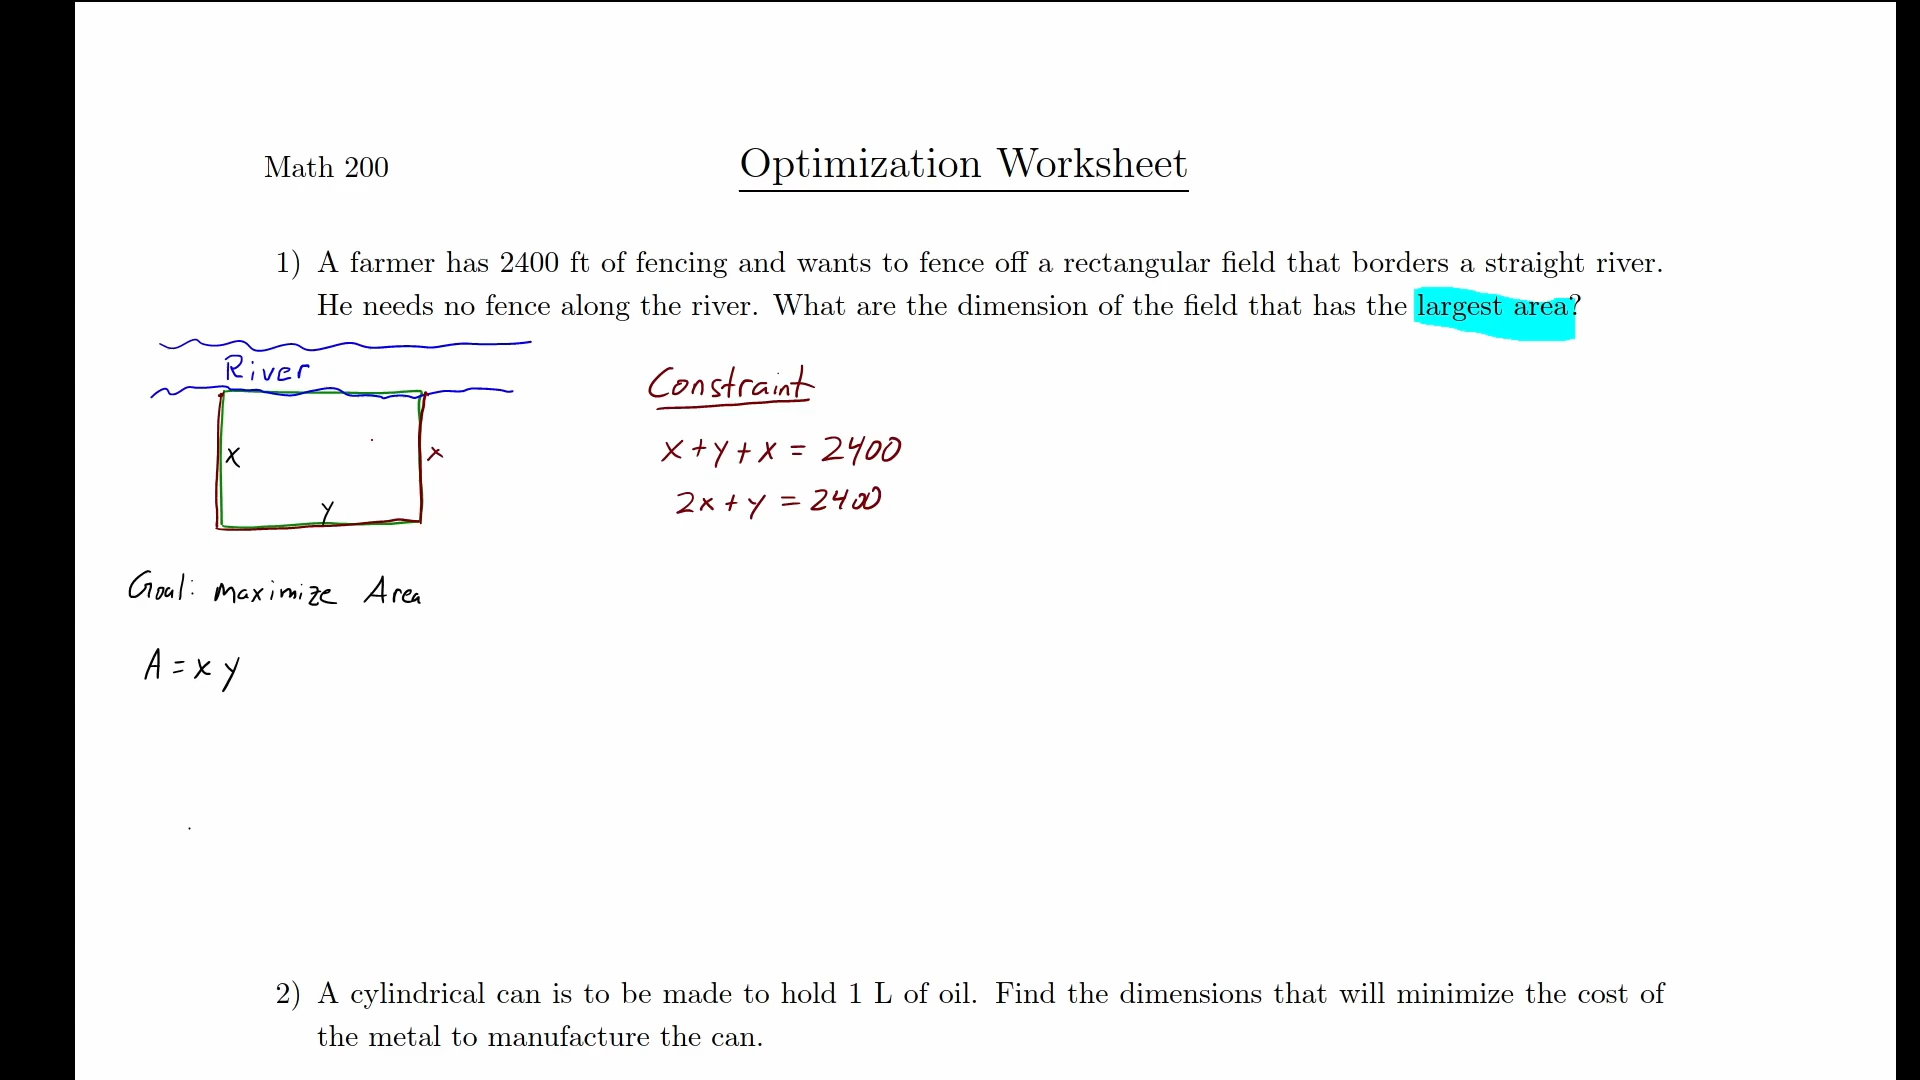 Math 200
Optimization Worksheet
1) A farmer has 2400 ft of fencing and wants to fence off a rectangular field that borders a straight river.
He needs no fence along the river. What are the dimension of the field that has the largest area?
River
x
x
y
Constraint
x+y+x = 2400
2x+y = 2400
Goal: maximize Area
A = x y
2) A cylindrical can is to be made to hold 1 L of oil. Find the dimensions that will minimize the cost of
the metal to manufacture the can.